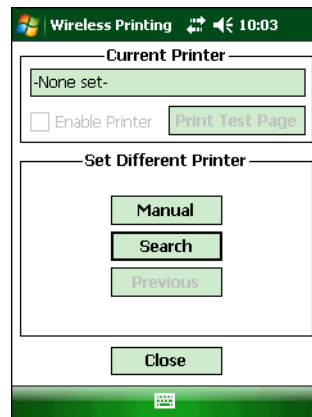 Wireless Printing 10:03
Current Printer
-None set-
Enable Printer Print Test Page
Set Different Printer
Manual
Search
Previous
Close